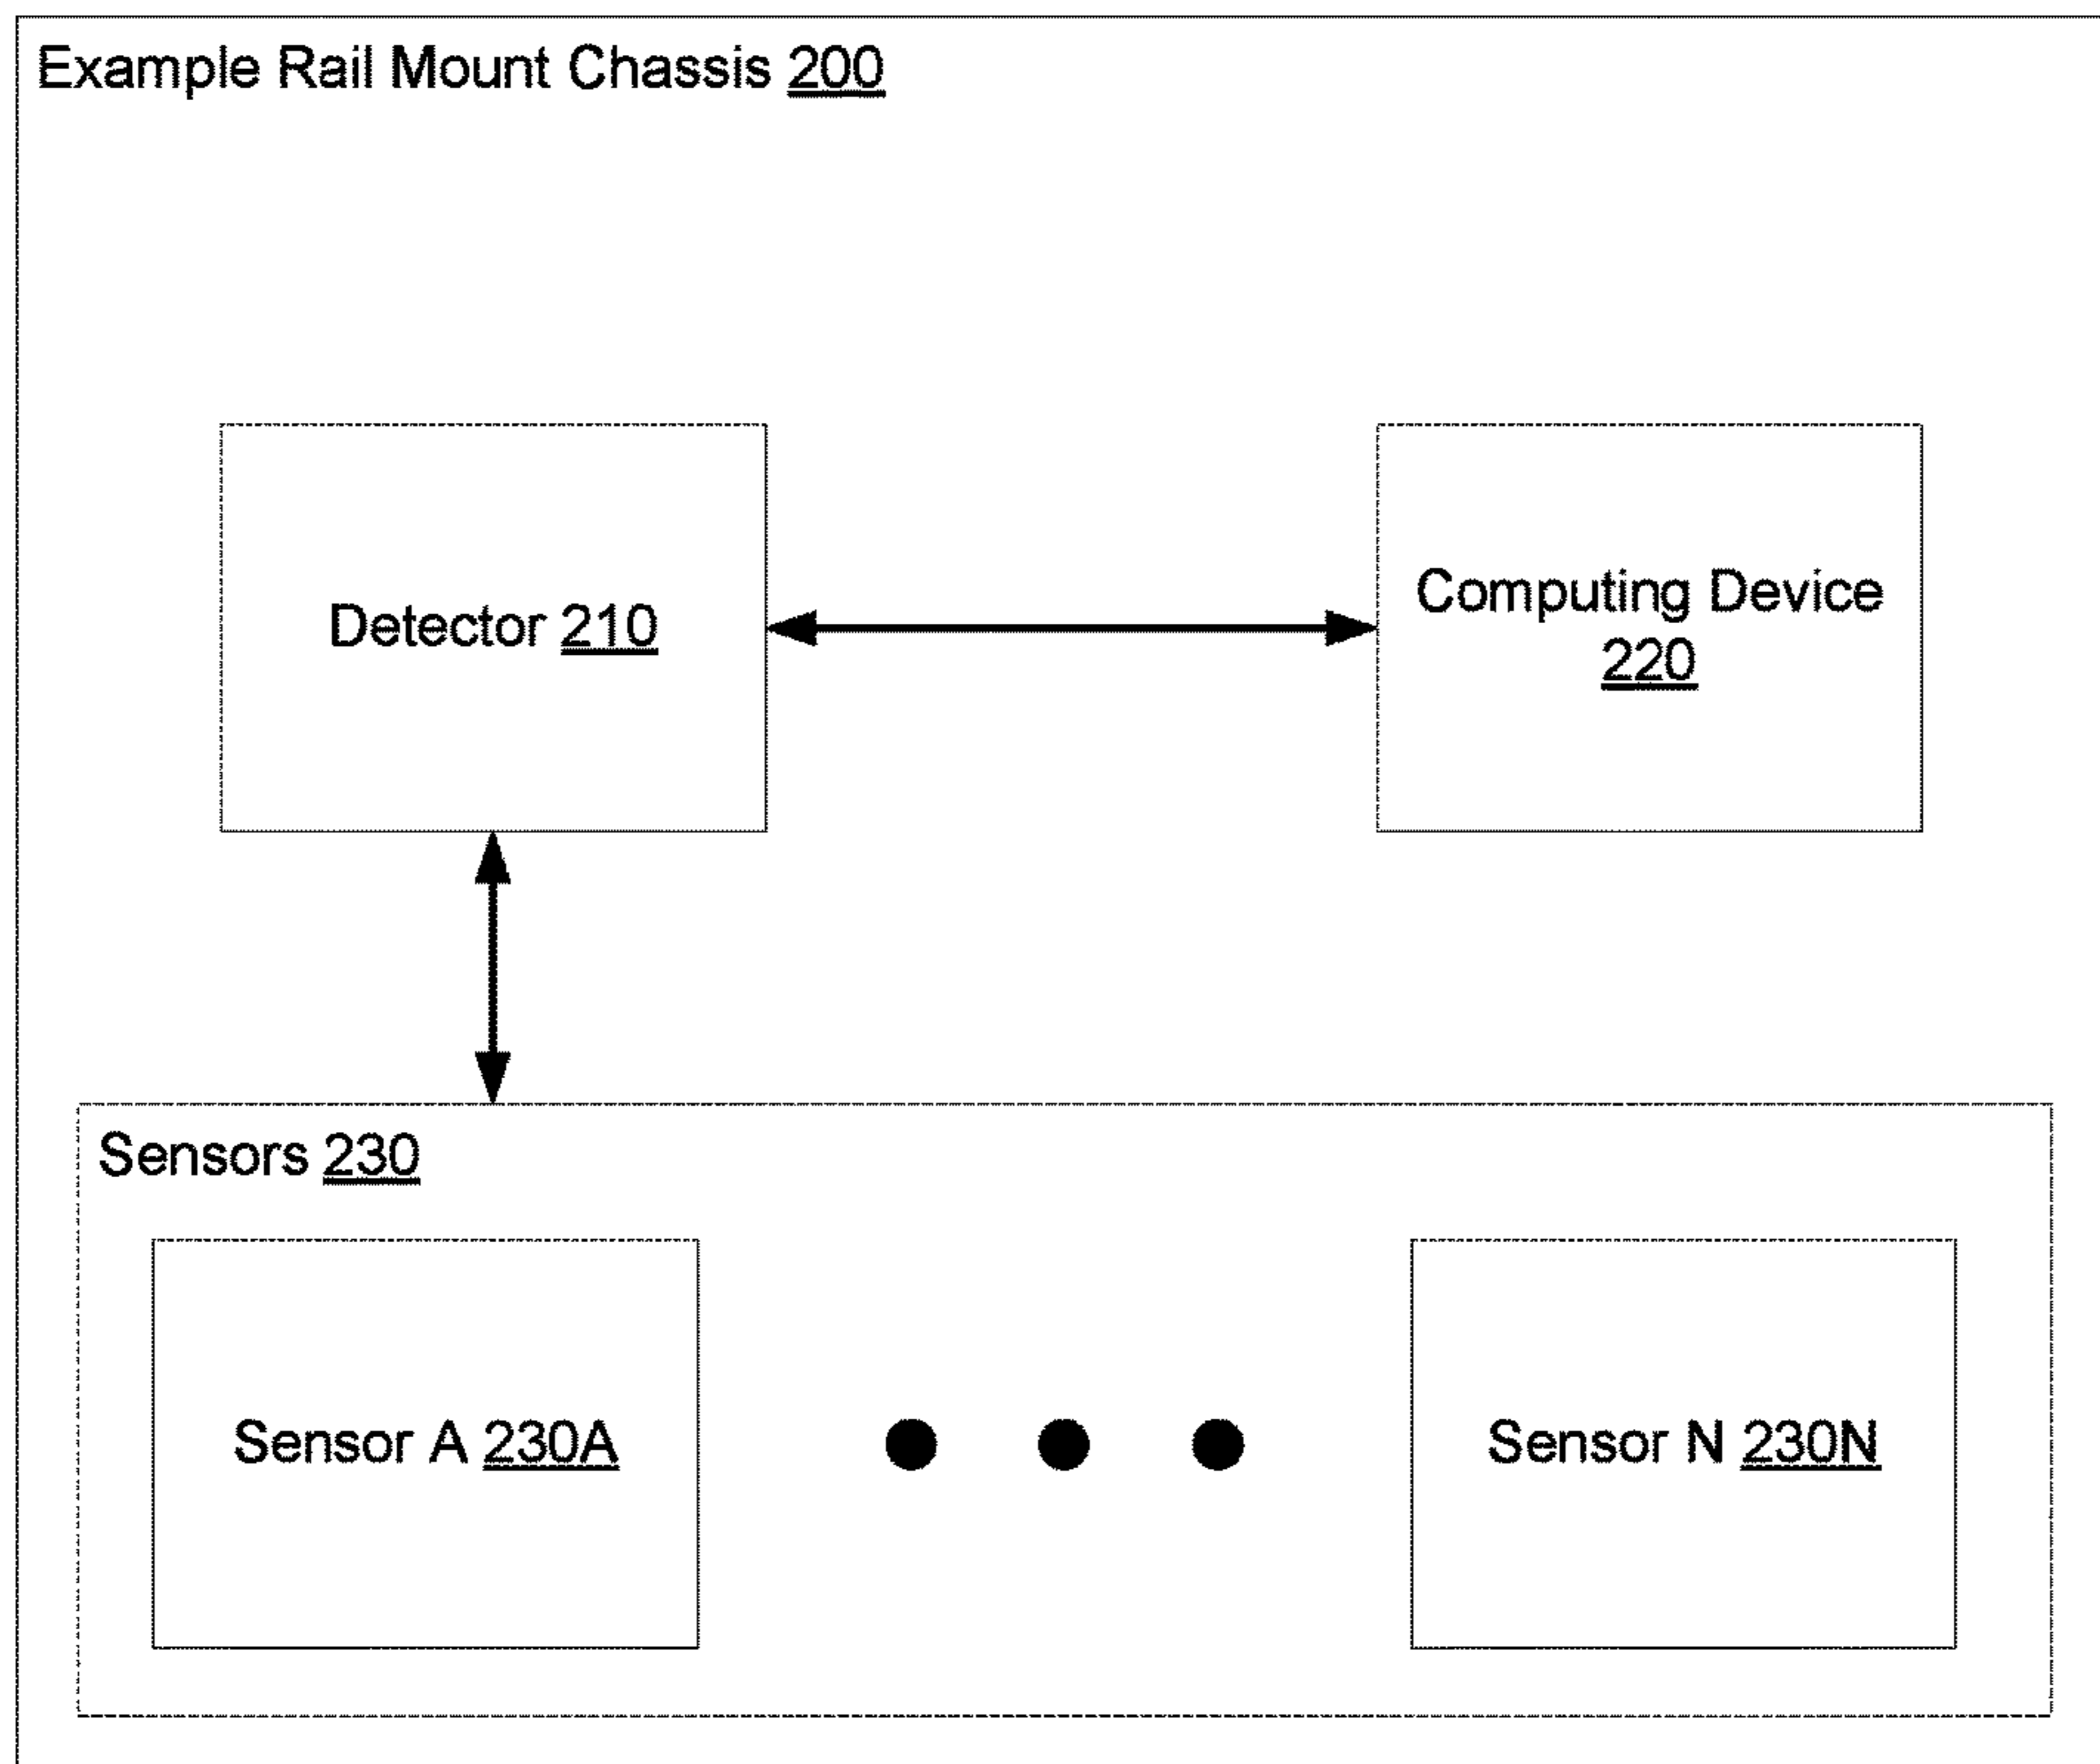 Example Rail Mount Chassis 200
Detector 210
Computing Device
220
Sensors 230
Sensor A 230A
Sensor N 230N